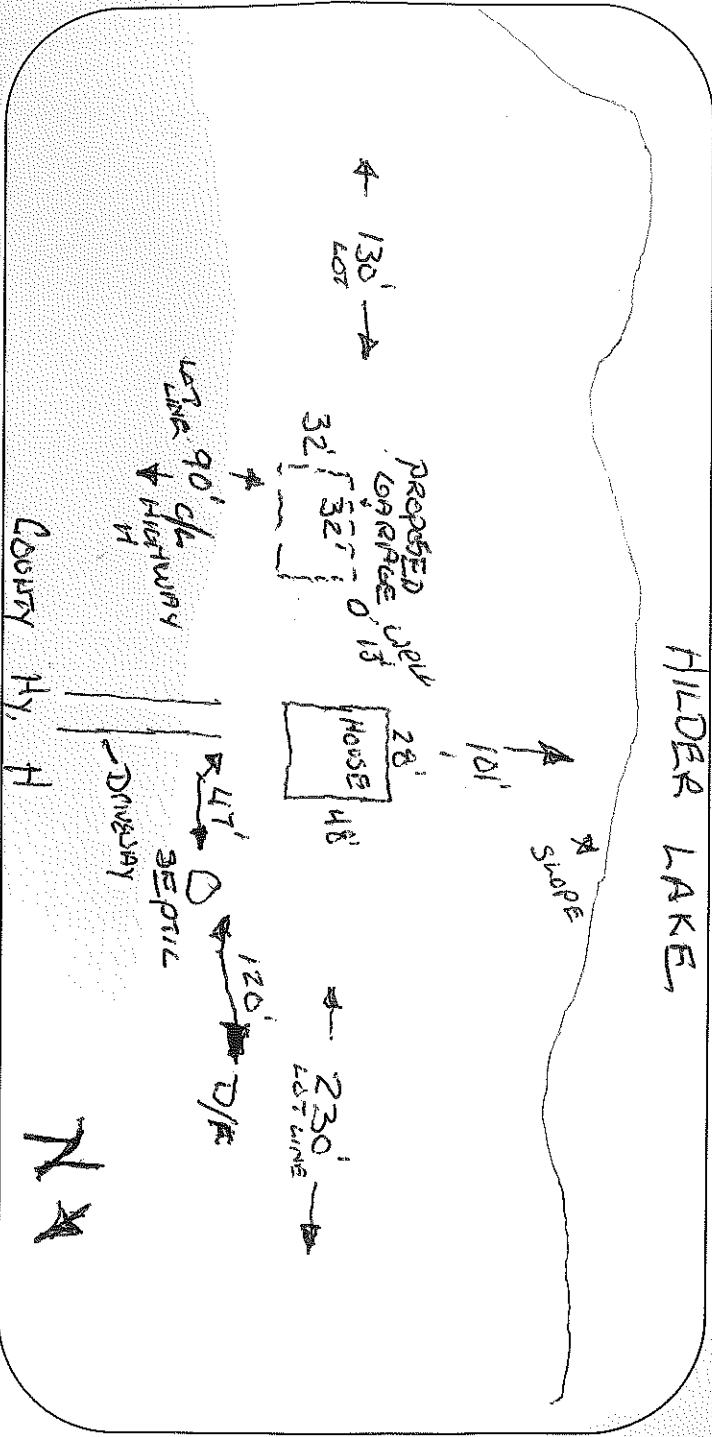 HILDER LAKE
SLOPE
101'
28'
HOUSE
48'
PROPOSED
GARAGE
32'
32'
WELL
0 13'
130'
LOT
230'
LOT LINE
LOT
LINE
90'
C/L
HIGHWAY
H
47'
SEPTIC
120'
D/F
DRIVEWAY
COUNTY HY. H
N